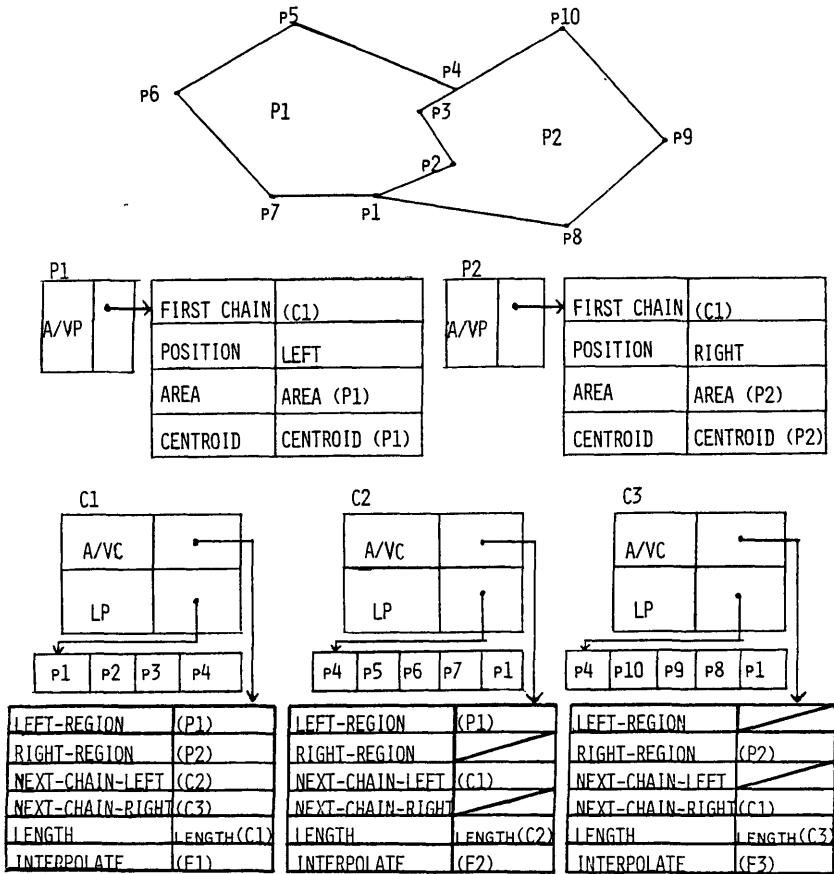 P5
P10
P4
P6
P3
P1
P2
P9
P2
P7
P1
P8
P1
A/VP
FIRST CHAIN (C1)
POSITION LEFT
AREA AREA (P1)
CENTROID CENTROID (P1)
P2
A/VP
FIRST CHAIN (C1)
POSITION RIGHT
AREA AREA (P2)
CENTROID CENTROID (P2)
C1
A/VC
LP
P1 P2 P3 P4
LEFT-REGION (P1)
RIGHT-REGION (P2)
NEXT-CHAIN-LEFT (C2)
NEXT-CHAIN-RIGHT (C3)
LENGTH LENGTH(C1)
INTERPOLATE (F1)
C2
A/VC
LP
P4 P5 P6 P7 P1
LEFT-REGION (P1)
RIGHT-REGION
NEXT-CHAIN-LEFT (C1)
NEXT-CHAIN-RIGHT
LENGTH LENGTH(C2)
INTERPOLATE (F2)
C3
A/VC
LP
P4 P10 P9 P8 P1
LEFT-REGION
RIGHT-REGION (P2)
NEXT-CHAIN-LEFT
NEXT-CHAIN-RIGHT (C1)
LENGTH LENGTH(C3)
INTERPOLATE (F3)